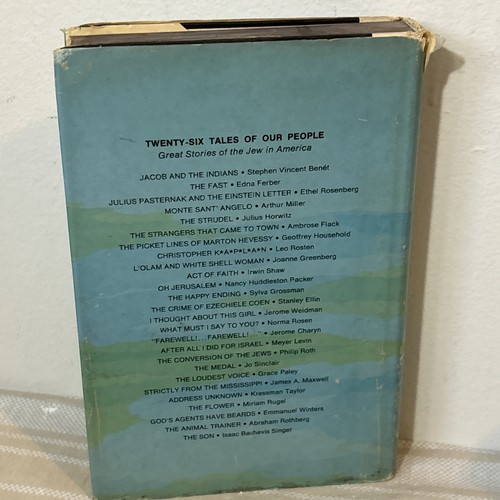 TWENTY-SIX TALES OF OUR PEOPLE
Great Stories of the Jew in America
JACOB AND THE INDIANS • Stephen Vincent Benét
THE FAST • Edna Ferber
JULIUS PASTERNAK AND THE EINSTEIN LETTER • Ethel Rosenberg
MONTE SANT' ANGELO • Arthur Miller
THE STRUDEL • Julius Horwitz
THE STRANGERS THAT CAME TO TOWN • Ambrose Flack
THE PICKET LINES OF MARTON HEVESSY • Geoffrey Household
CHRISTOPHER K*A*P*L*A*N • Leo Rosten
L'OLAM AND WHITE SHELL WOMAN • Joanne Greenberg
ACT OF FAITH • Irwin Shaw
OH JERUSALEM • Nancy Huddleston Packer
THE HAPPY ENDING • Sylva Grossman
THE CRIME OF EZECHIELE COEN • Stanley Ellin
I THOUGHT ABOUT THIS GIRL • Jerome Weidman
WHAT MUST I SAY TO YOU? • Norma Rosen
"FAREWELL!... FAREWELL!..." • Jerome Charyn
AFTER ALL I DID FOR ISRAEL • Meyer Levin
THE CONVERSION OF THE JEWS • Philip Roth
THE MEDAL • Jo Sinclair
THE LOUDEST VOICE • Grace Paley
STRICTLY FROM THE MISSISSIPPI • James A. Maxwell
ADDRESS UNKNOWN • Kressman Taylor
THE FLOWER • Miriam Rugel
GOD'S AGENTS HAVE BEARDS • Emmanuel Winters
THE ANIMAL TRAINER • Abraham Rothberg
THE SON • Isaac Bashevis Singer